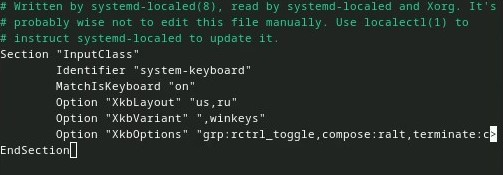 # Written by systemd-localed(8), read by systemd-localed and Xorg. It's
# probably wise not to edit this file manually. Use localectl(1) to
# instruct systemd-localed to update it.
Section "InputClass"
        Identifier "system-keyboard"
        MatchIsKeyboard "on"
        Option "XkbLayout" "us,ru"
        Option "XkbVariant" ",winkeys"
        Option "XkbOptions" "grp:rctrl_toggle,compose:ralt,terminate:c>
EndSection